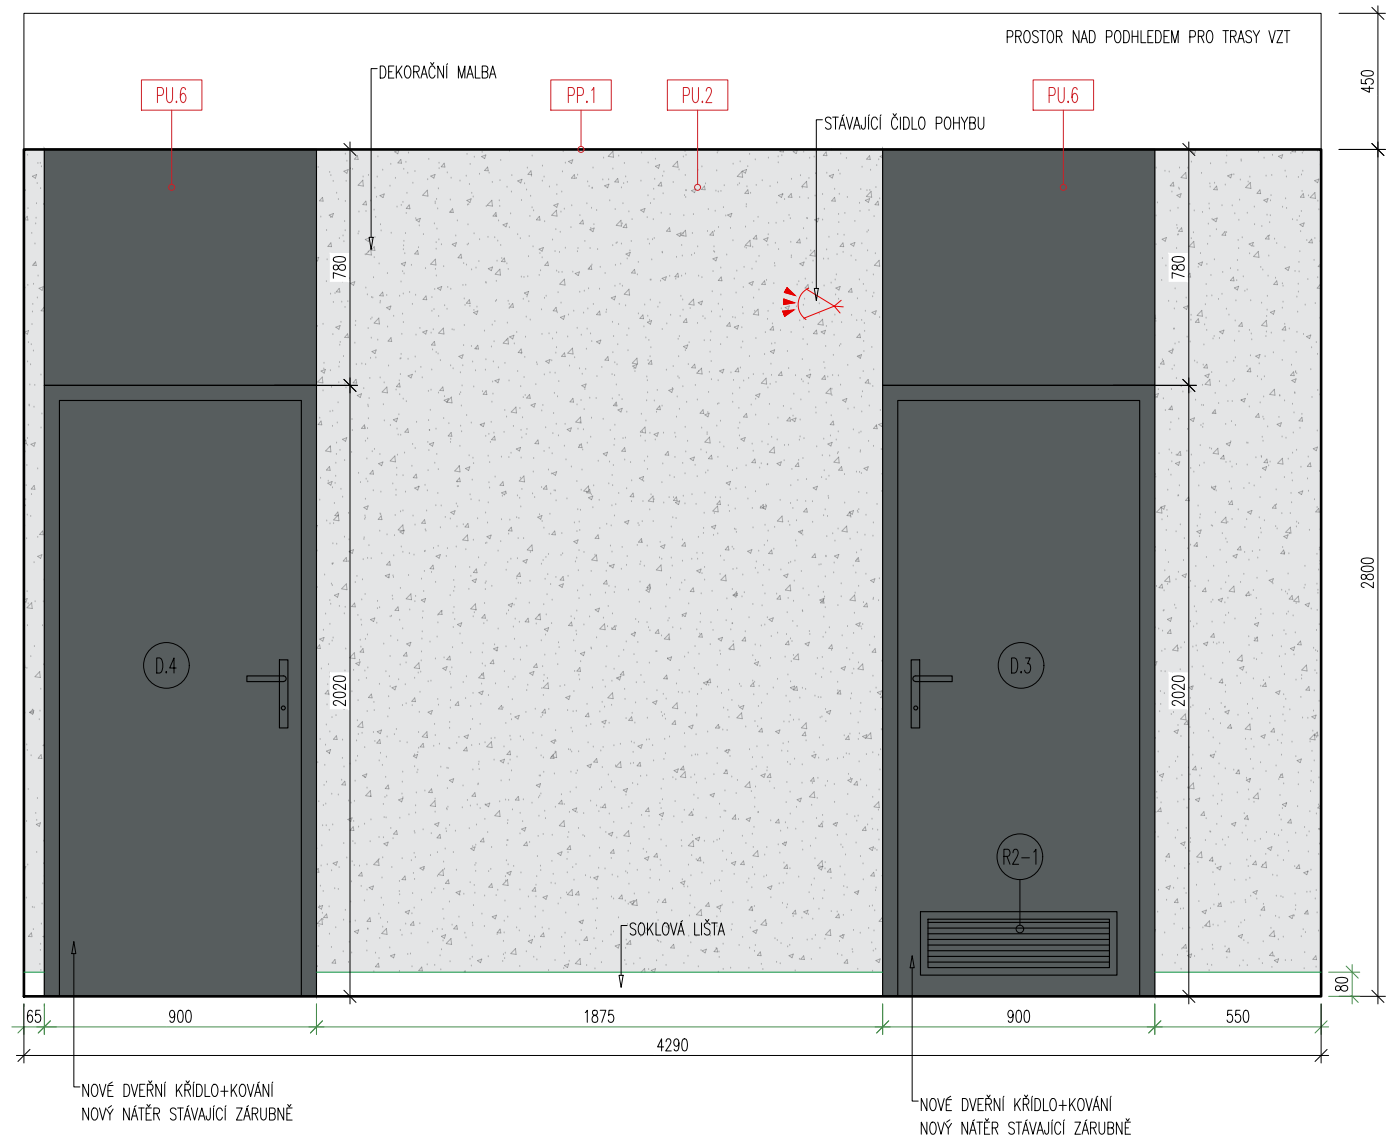 PROSTOR NAD PODHLEDEM PRO TRASY VZT
450
DEKORAČNÍ MALBA
PU.6
PP.1
PU.2
PU.6
STÁVAJÍCÍ ČIDLO POHYBU
780
780
2800
D.4
D.3
2020
2020
R2-1
SOKLOVÁ LIŠTA
80
65
900
1875
900
550
4290
NOVÉ DVEŘNÍ KŘÍDLO+KOVÁNÍ
NOVÝ NÁTĚR STÁVAJÍCÍ ZÁRUBNĚ
NOVÉ DVEŘNÍ KŘÍDLO+KOVÁNÍ
NOVÝ NÁTĚR STÁVAJÍCÍ ZÁRUBNĚ